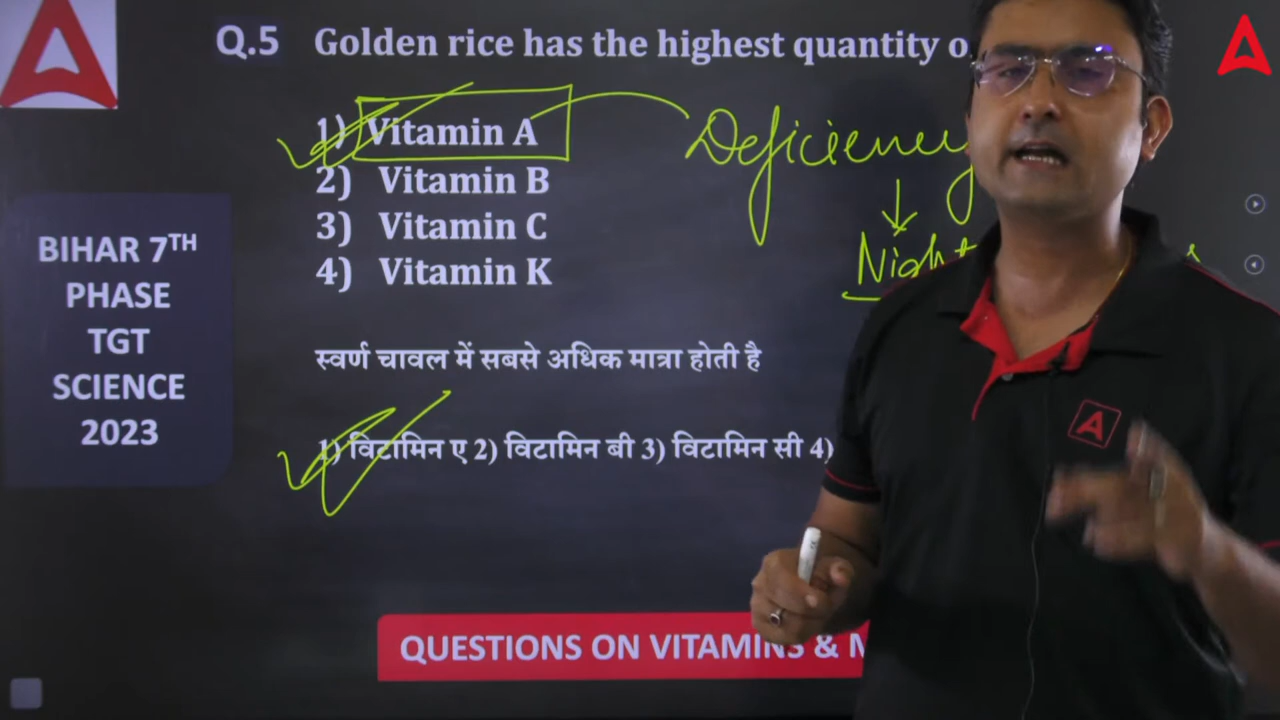 Q.5 Golden rice has the highest quantity
1) Vitamin A
2) Vitamin B
3) Vitamin C
4) Vitamin K
Deficiency
Night
BIHAR 7TH
PHASE
TGT
SCIENCE
2023
स्वर्ण चावल में सबसे अधिक मात्रा होती है
1) विटामिन ए 2) विटामिन बी 3) विटामिन सी 4)
QUESTIONS ON VITAMINS &